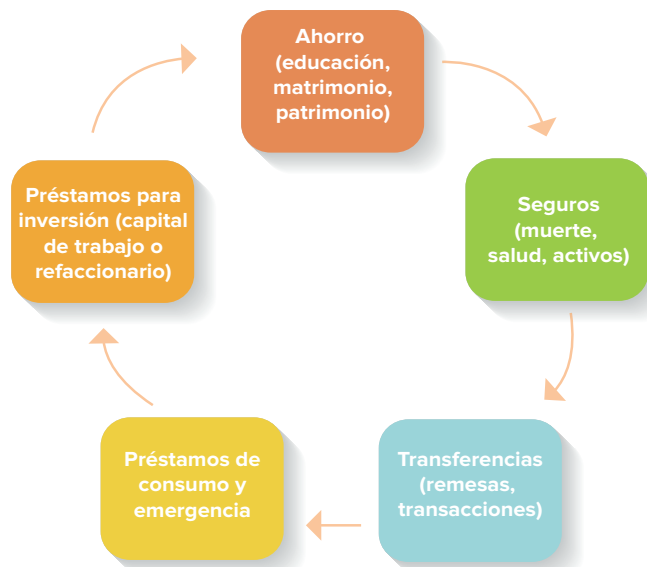 Ahorro
(educación,
matrimonio,
patrimonio)
Seguros
(muerte,
salud, activos)
Transferencias
(remesas,
transacciones)
Préstamos de
consumo y
emergencia
Préstamos para
inversión (capital
de trabajo o
refaccionario)